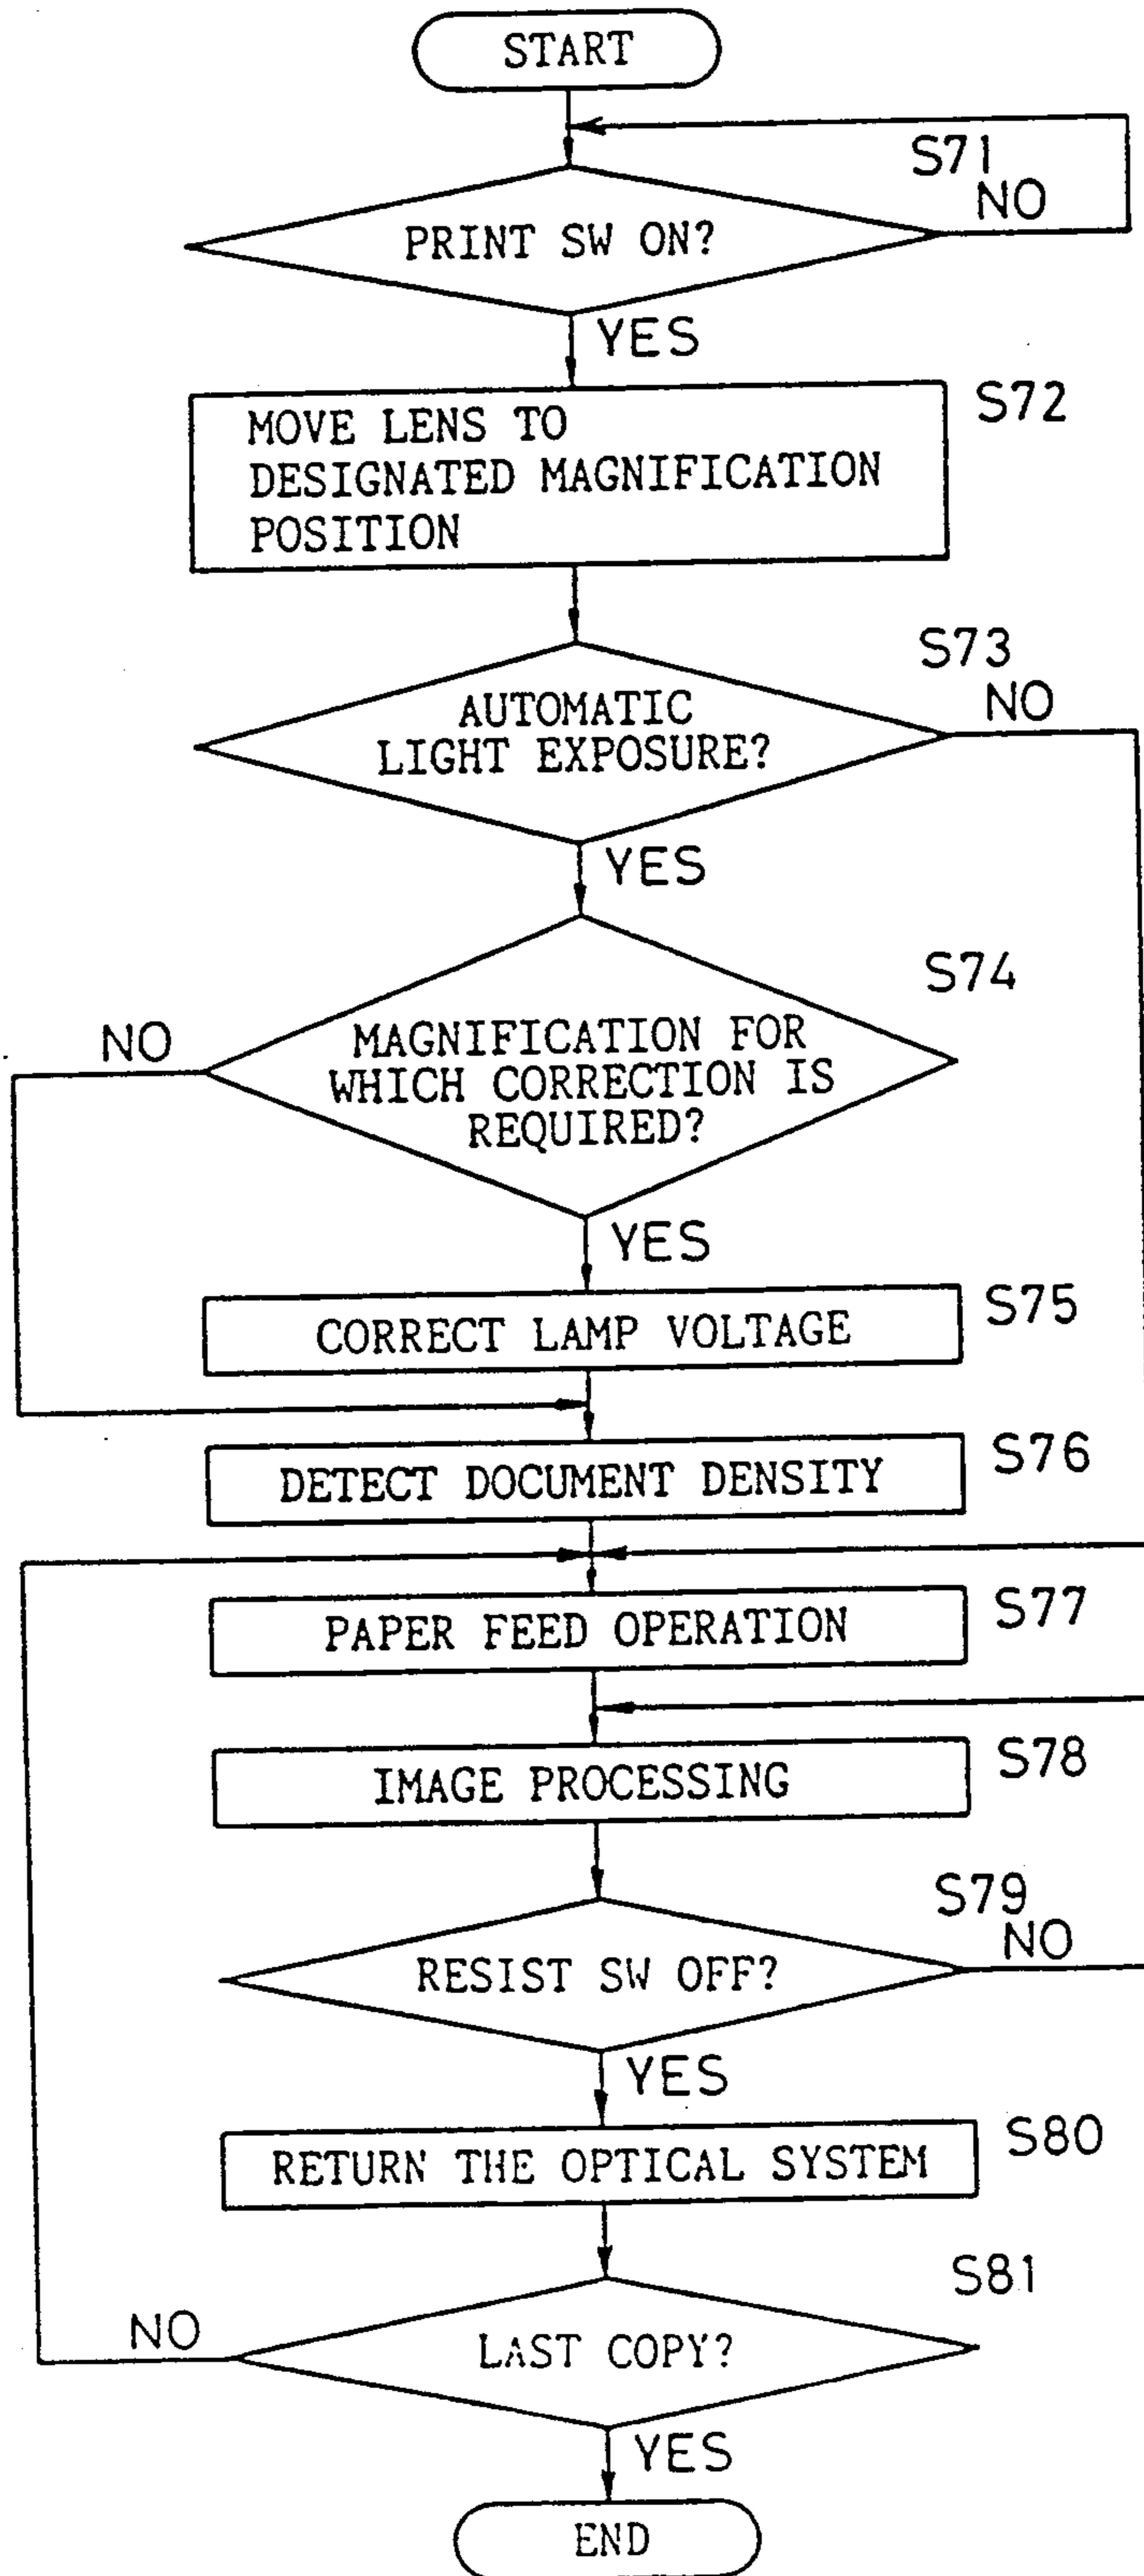 START
S71
NO
PRINT SW ON?
YES
S72
MOVE LENS TO
DESIGNATED MAGNIFICATION
POSITION
S73
NO
AUTOMATIC
LIGHT EXPOSURE?
YES
S74
NO
MAGNIFICATION FOR
WHICH CORRECTION IS
REQUIRED?
YES
S75
CORRECT LAMP VOLTAGE
S76
DETECT DOCUMENT DENSITY
S77
PAPER FEED OPERATION
S78
IMAGE PROCESSING
S79
NO
RESIST SW OFF?
YES
S80
RETURN THE OPTICAL SYSTEM
S81
NO
LAST COPY?
YES
END